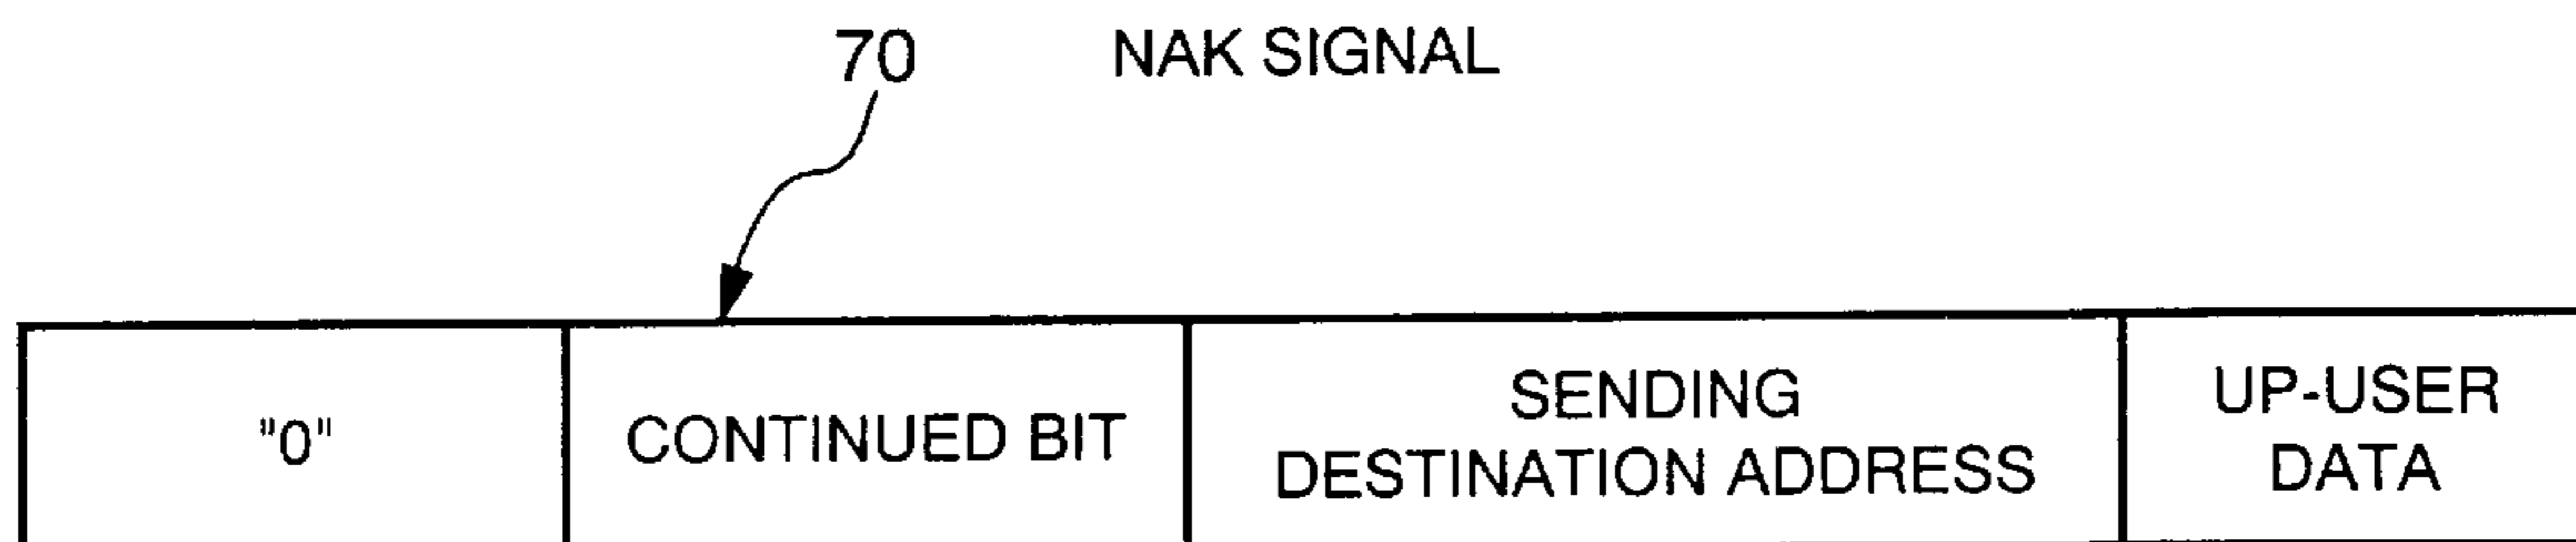 70 NAK SIGNAL
"0"
CONTINUED BIT
SENDING
DESTINATION ADDRESS
UP-USER
DATA